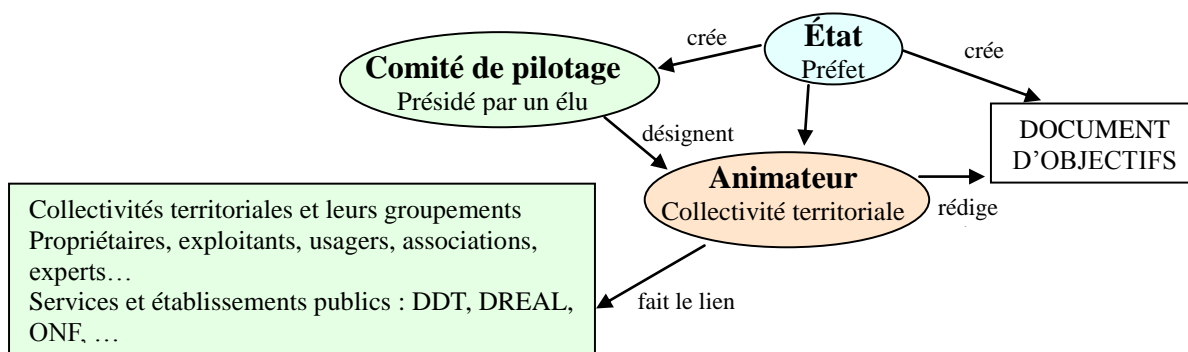 crée
État
Préfet
crée
Comité de pilotage
Présidé par un élu
désignent
DOCUMENT
D’OBJECTIFS
Animateur
Collectivité territoriale
rédige
Collectivités territoriales et leurs groupements
Propriétaires, exploitants, usagers, associations,
experts…
Services et établissements publics : DDT, DREAL,
ONF, …
fait le lien